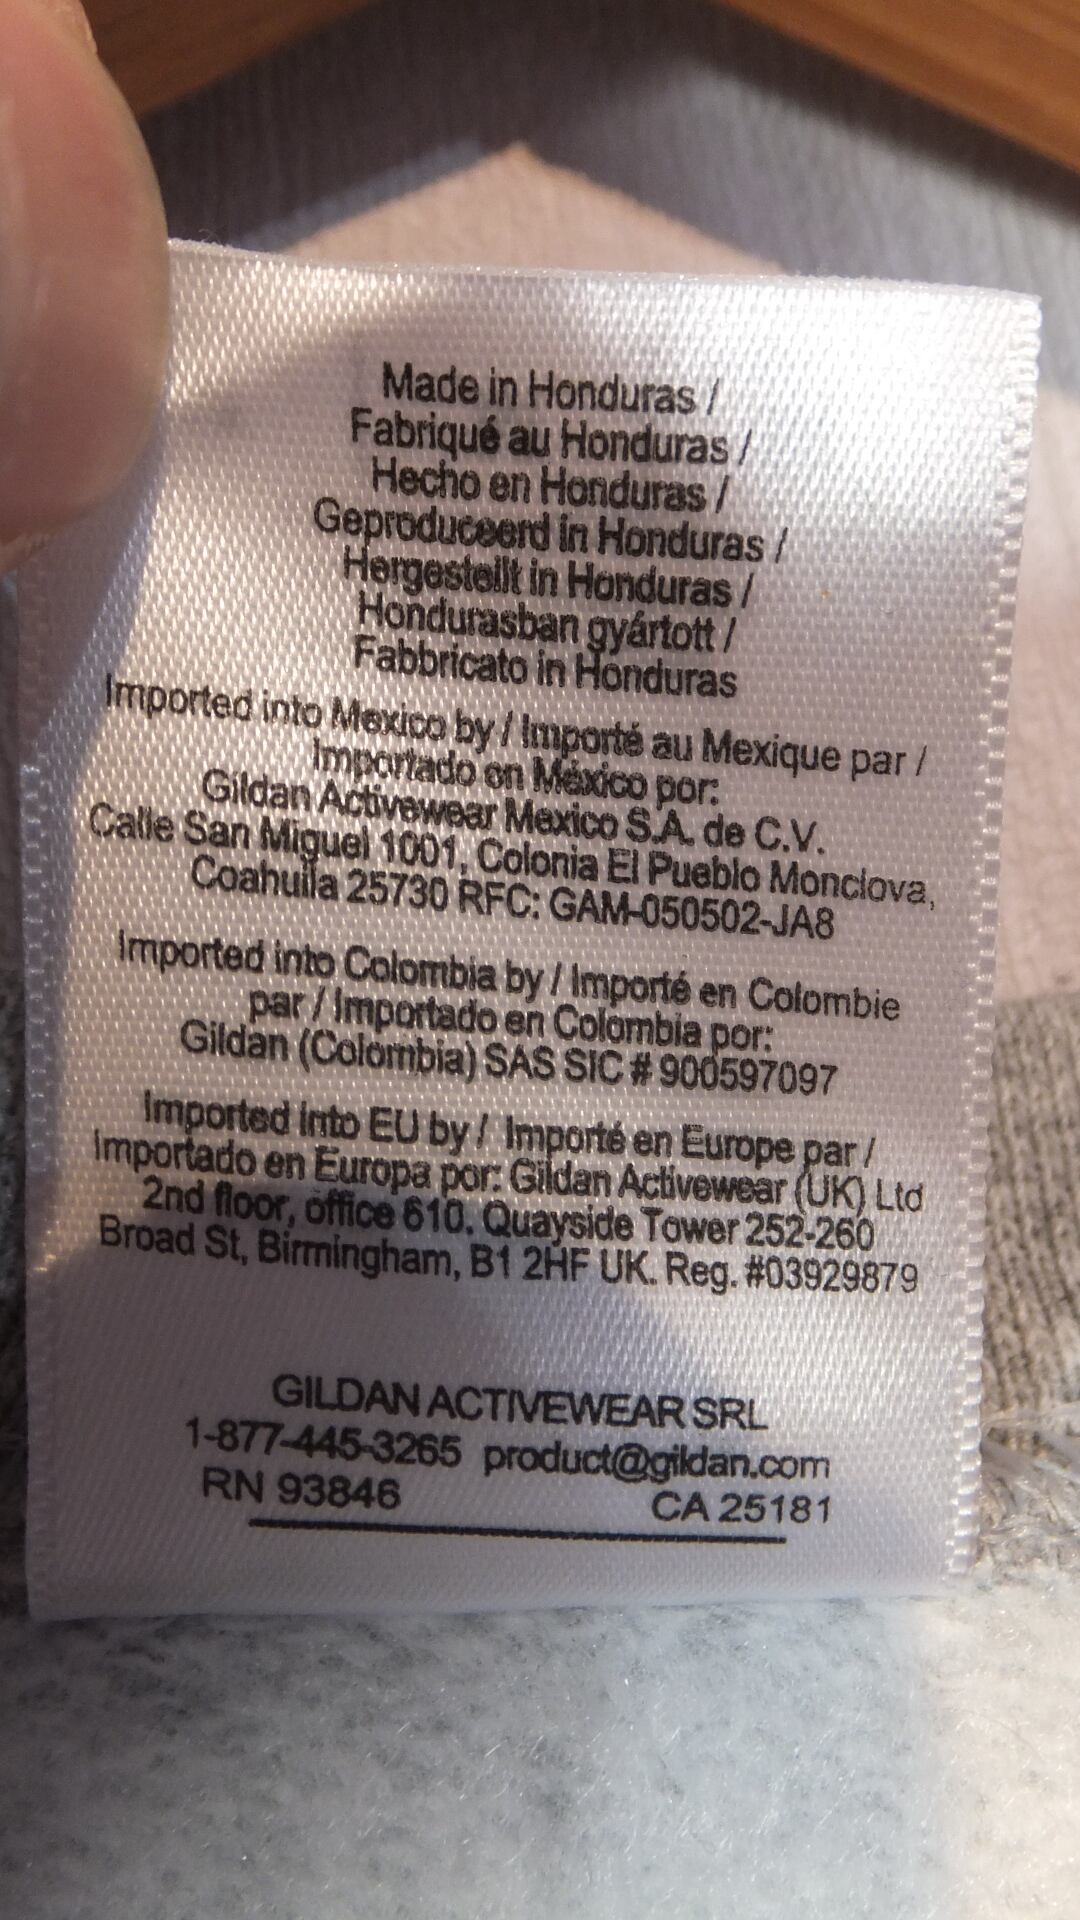 Made in Honduras /
Fabriqué au Honduras /
Hecho en Honduras /
Geproduceerd in Honduras /
Hergestellt in Honduras /
Hondurasban gyártott /
Fabbricato in Honduras
Imported into Mexico by / Importé au Mexique par /
Importado en México por:
Gildan Activewear Mexico S.A. de C.V.
Calle San Miguel 1001, Colonia El Pueblo Monclova,
Coahuila 25730 RFC: GAM-050502-JA8
Imported into Colombia by / Importé en Colombie
par / Importado en Colombia por:
Gildan (Colombia) SAS SIC # 900597097
Imported into EU by / Importé en Europe par /
Importado en Europa por: Gildan Activewear (UK) Ltd
2nd floor, office 610, Quayside Tower 252-260
Broad St, Birmingham, B1 2HF UK. Reg. #03929879
GILDAN ACTIVEWEAR SRL
1-877-445-3265 product@gildan.com
RN 93846 CA 25181